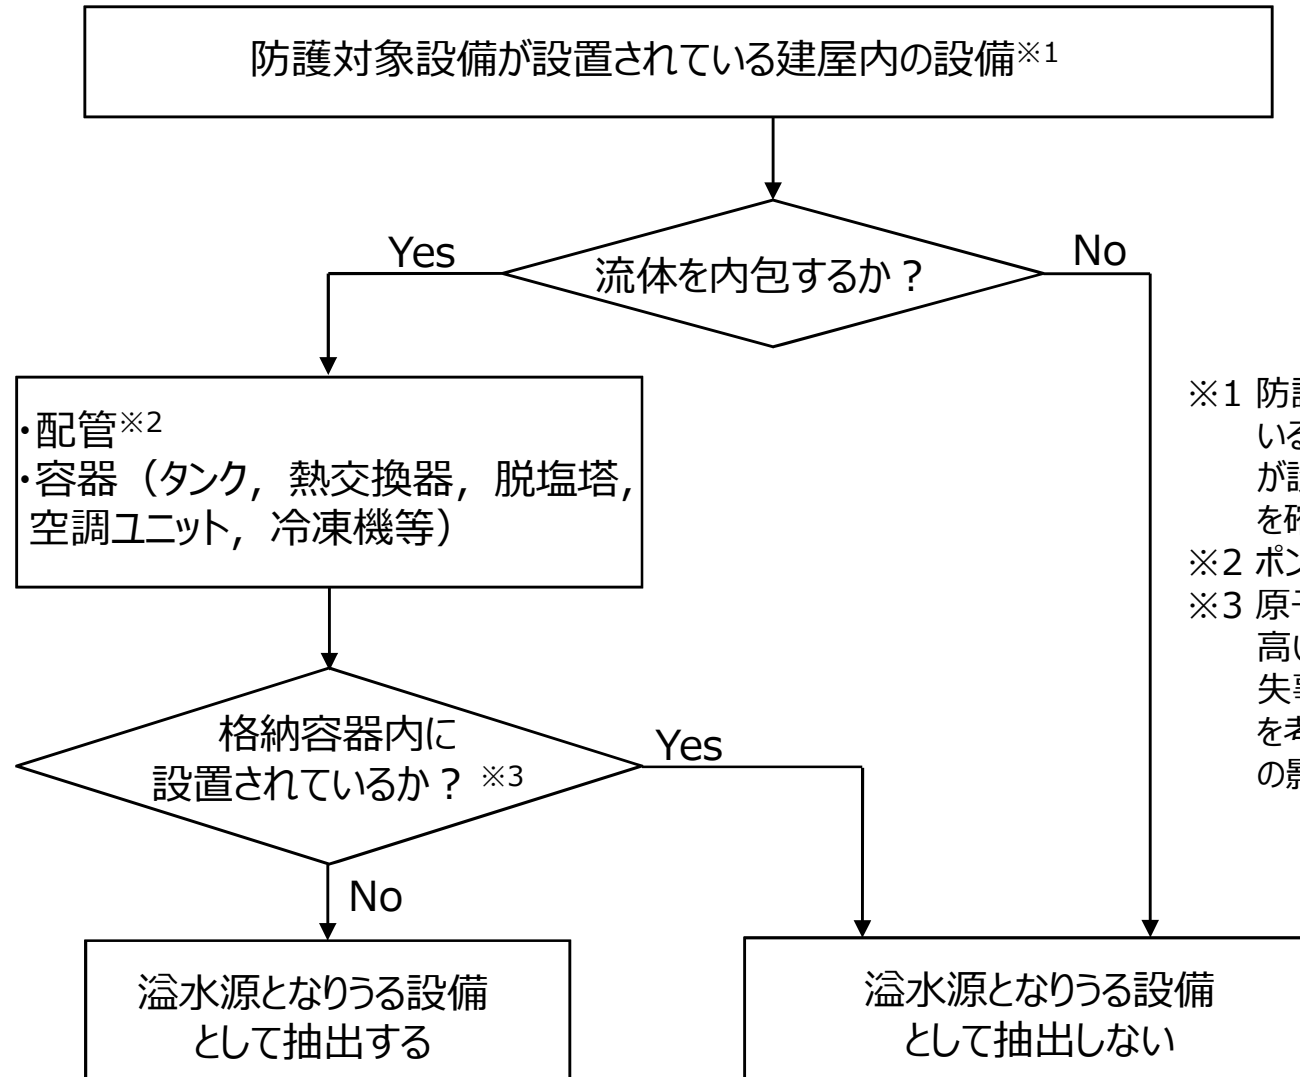 防護対象設備が設置されている建屋内の設備※1
Yes
流体を内包するか？
No
・配管※2
・容器（タンク，熱交換器，脱塩塔，
空調ユニット，冷凍機等）
※1 防
いる
が
を
※2 ポン
※3 原
高い
失
を考
の
格納容器内に
設置されているか？ ※3
Yes
No
溢水源となりうる設備
として抽出する
溢水源となりうる設備
として抽出しない